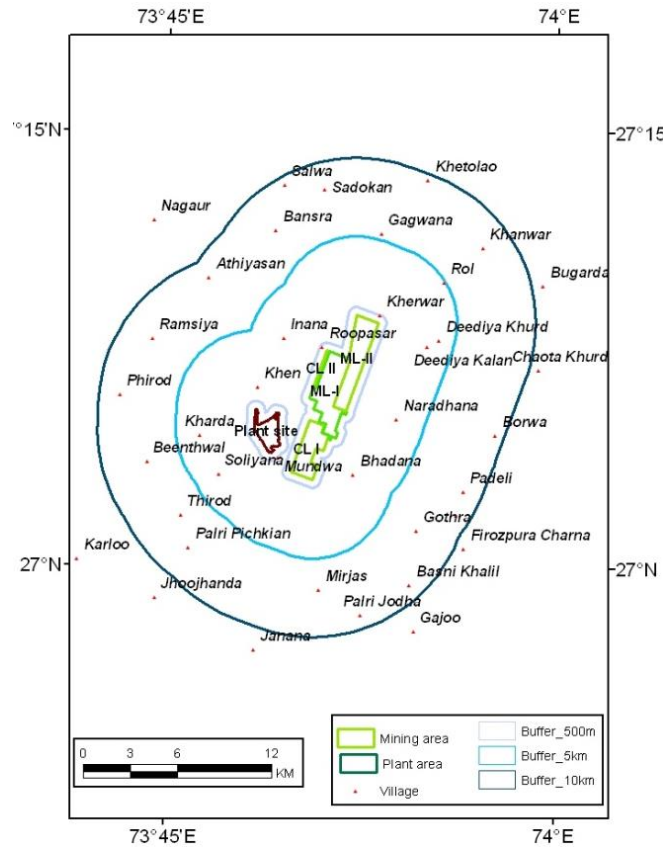 73°45'E
74°E
°15'N
27°15
Salwa
Khetolao
Sadokan
Nagaur
Bansra
Gagwana
Khanwar
Athiyasan
Rol
Bugarda
Kherwar
Ramsiya
Inana
Roopasar
Deediya Khurd
ML-II
CL II
Deediya Kalan
Chaota Khurd
Khen
ML-I
Phirod
Naradhana
Kharda
Plant site
Borwa
CL I
Beenthwal
Soliyana
Mundwa
Bhadana
Padeli
Thirod
Gothra
Palri Pichkian
Firozpura Charna
Karloo
27°N
27°N
Jhoojhanda
Mirjas
Basni Khalil
Palri Jodha
Gajoo
Janana
0 3 6 12
KM
Mining area
Plant area
Village
Buffer_500m
Buffer_5km
Buffer_10km
73°45'E
74°E